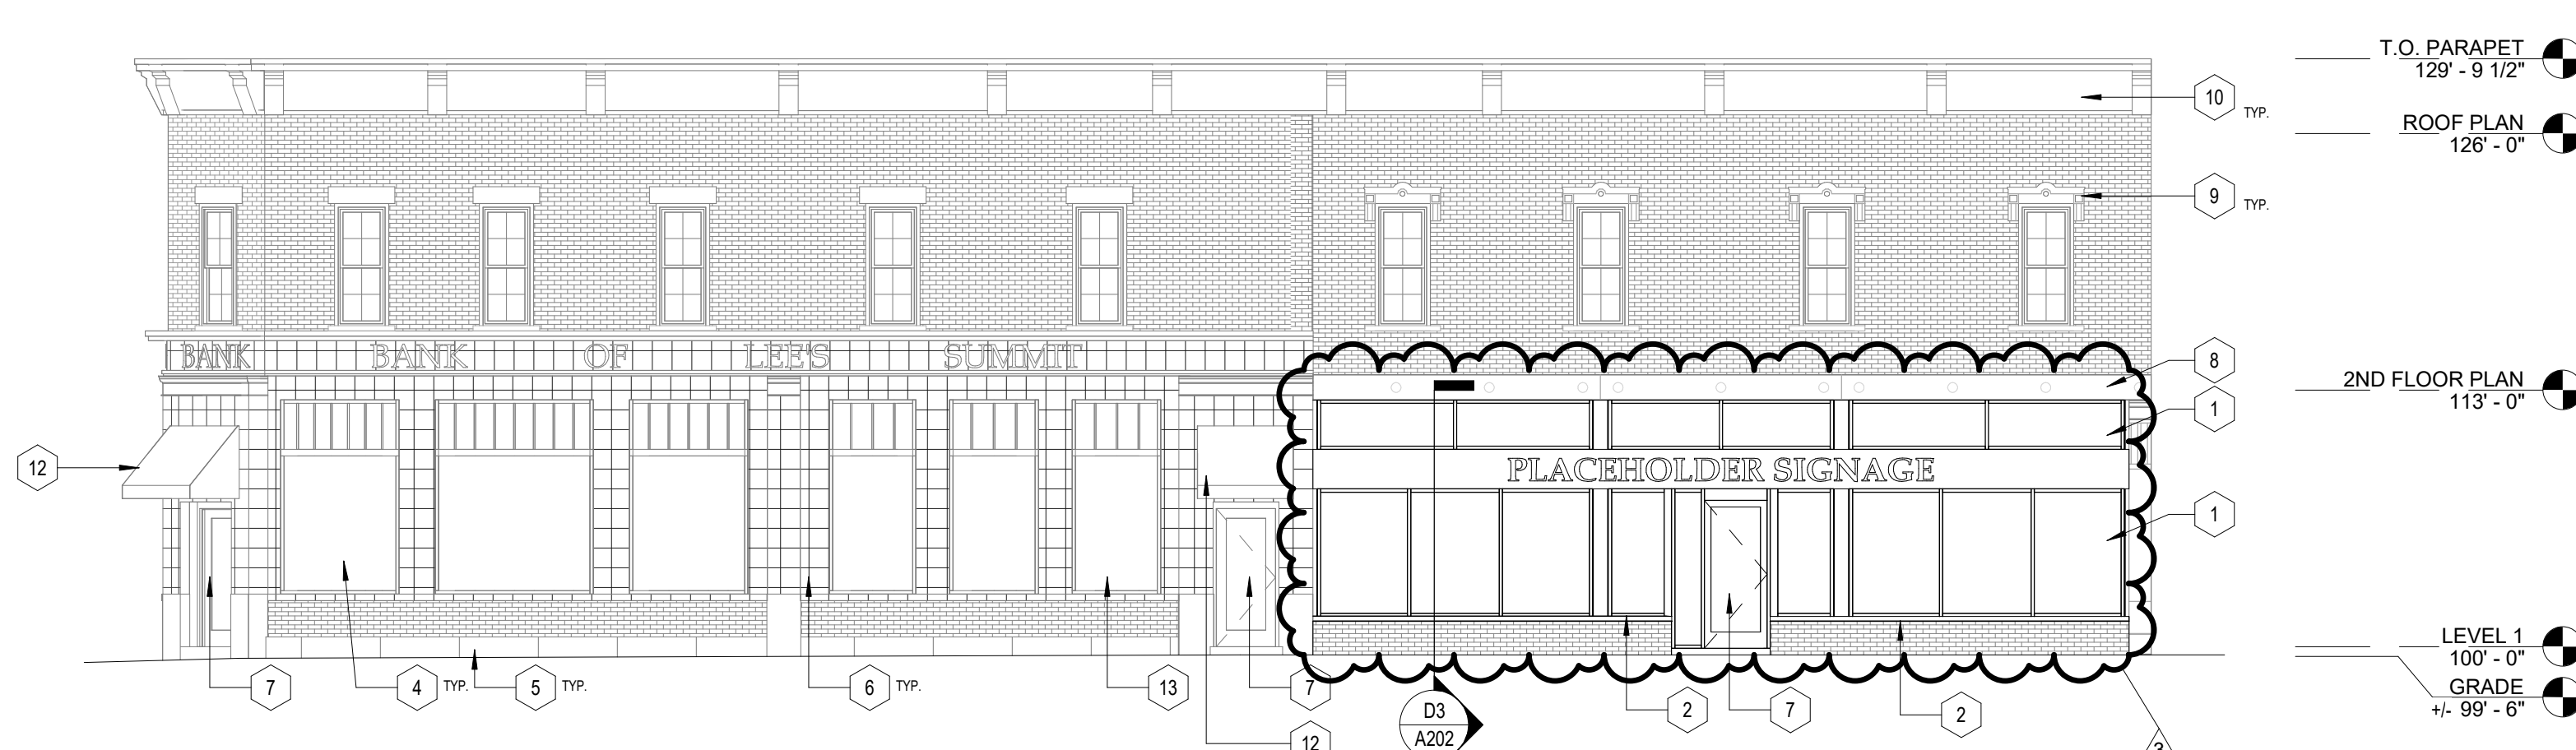 T.O. PARAPET
129' - 9 1/2"
10
TYP.
ROOF PLAN
126' - 0"
9
TYP.
BANK BANK OF LEE'S SUMMIT
8
2ND FLOOR PLAN
113' - 0"
1
12
PLACEHOLDER SIGNAGE
1
LEVEL 1
100' - 0"
7
4 TYP.
5 TYP.
6 TYP.
13
7
GRADE
+/- 99' - 6"
D3
A202
2
7
2
12
3